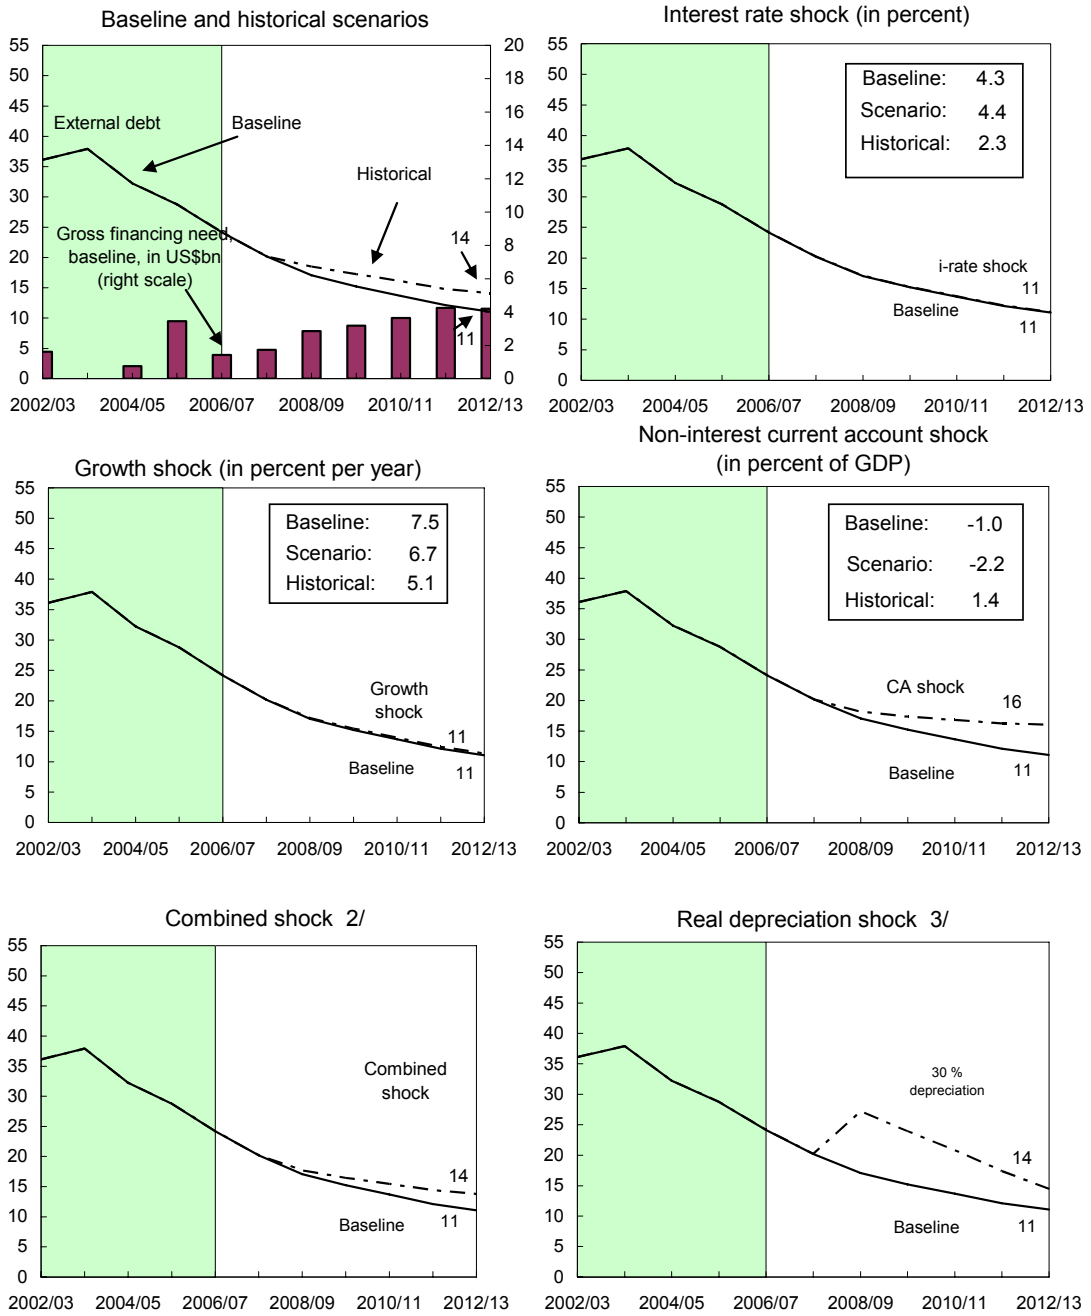 Baseline and historical scenarios
55
50
45
40
35
30
25
20
15
10
5
0
20
18
16
14
12
10
8
6
4
2
0
External debt
Baseline
Historical
Gross financing need,
baseline, in US$bn
(right scale)
14
11
2002/03 2004/05 2006/07 2008/09 2010/11 2012/13
Interest rate shock (in percent)
55
50
45
40
35
30
25
20
15
10
5
0
Baseline: 4.3
Scenario: 4.4
Historical: 2.3
i-rate shock
11
Baseline
11
2002/03 2004/05 2006/07 2008/09 2010/11 2012/13
Growth shock (in percent per year)
55
50
45
40
35
30
25
20
15
10
5
0
Baseline: 7.5
Scenario: 6.7
Historical: 5.1
Growth
shock
11
Baseline
11
2002/03 2004/05 2006/07 2008/09 2010/11 2012/13
Non-interest current account shock
(in percent of GDP)
55
50
45
40
35
30
25
20
15
10
5
0
Baseline: -1.0
Scenario: -2.2
Historical: 1.4
CA shock
16
Baseline
11
2002/03 2004/05 2006/07 2008/09 2010/11 2012/13
Combined shock 2/
55
50
45
40
35
30
25
20
15
10
5
0
Combined
shock
14
Baseline
11
2002/03 2004/05 2006/07 2008/09 2010/11 2012/13
Real depreciation shock 3/
55
50
45
40
35
30
25
20
15
10
5
0
30 %
depreciation
14
Baseline
11
2002/03 2004/05 2006/07 2008/09 2010/11 2012/13